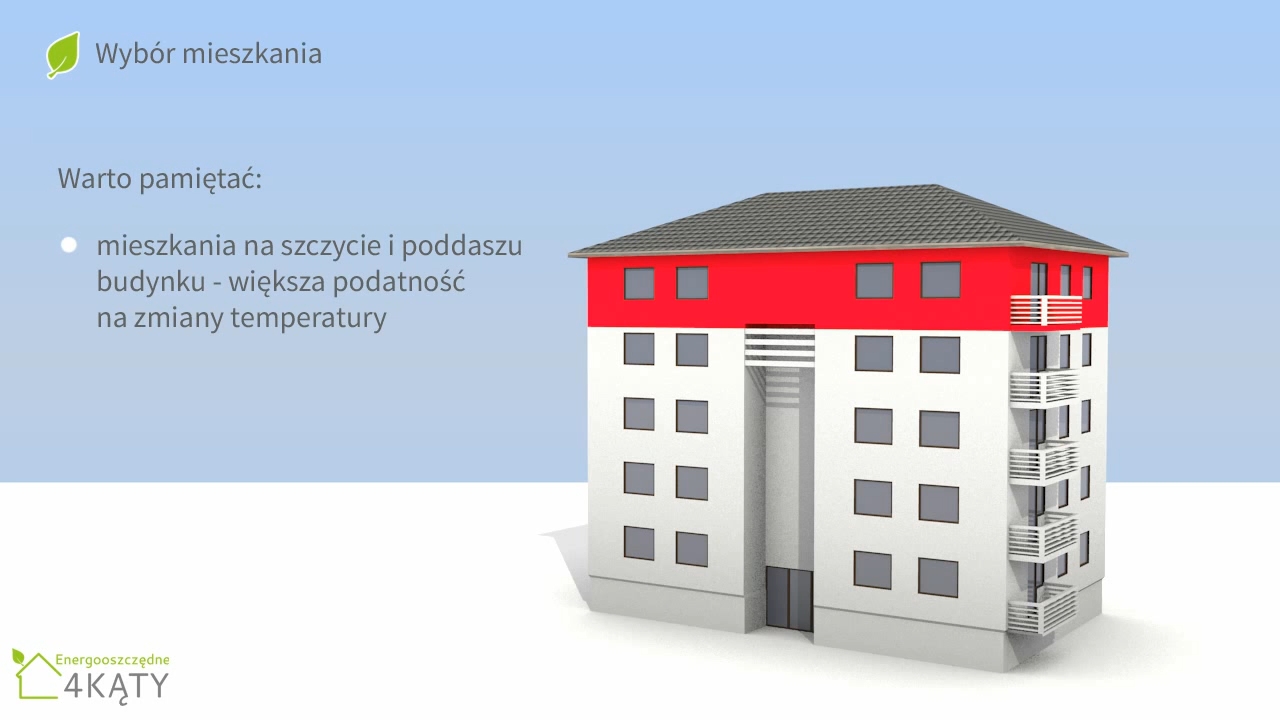 Wybór mieszkania
Warto pamiętać:
mieszkania na szczycie i poddaszu
budynku - większa podatność
na zmiany temperatury
Energooszczędne
4KĄTY